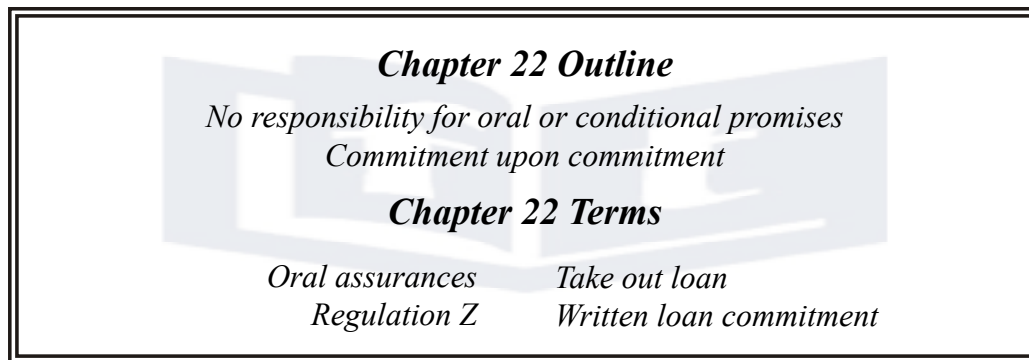 Chapter 22 Outline
No responsibility for oral or conditional promises
Commitment upon commitment
Chapter 22 Terms
Oral assurances
Regulation Z
Take out loan
Written loan commitment